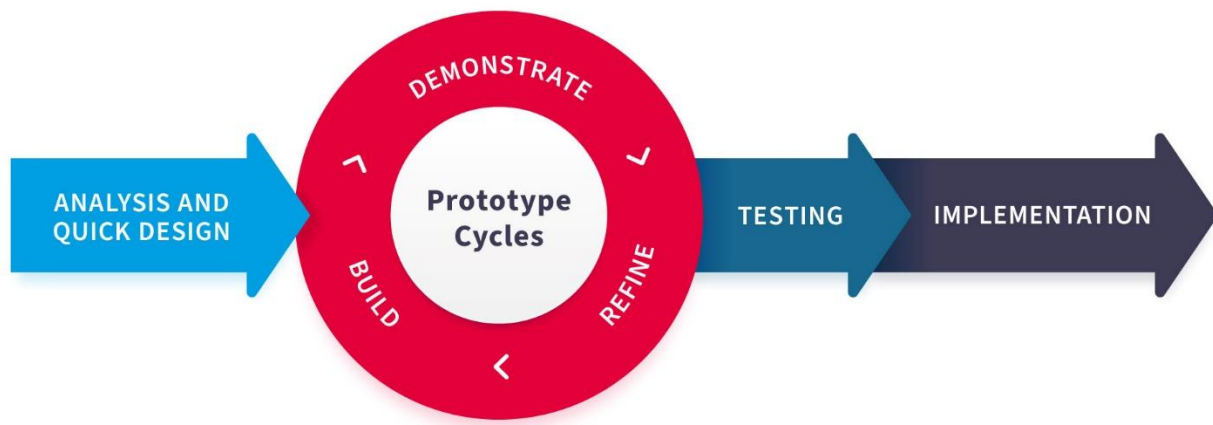 ANALYSIS AND
QUICK DESIGN
DEMONSTRATE
Prototype
Cycles
BUILD
REFINE
TESTING
IMPLEMENTATION